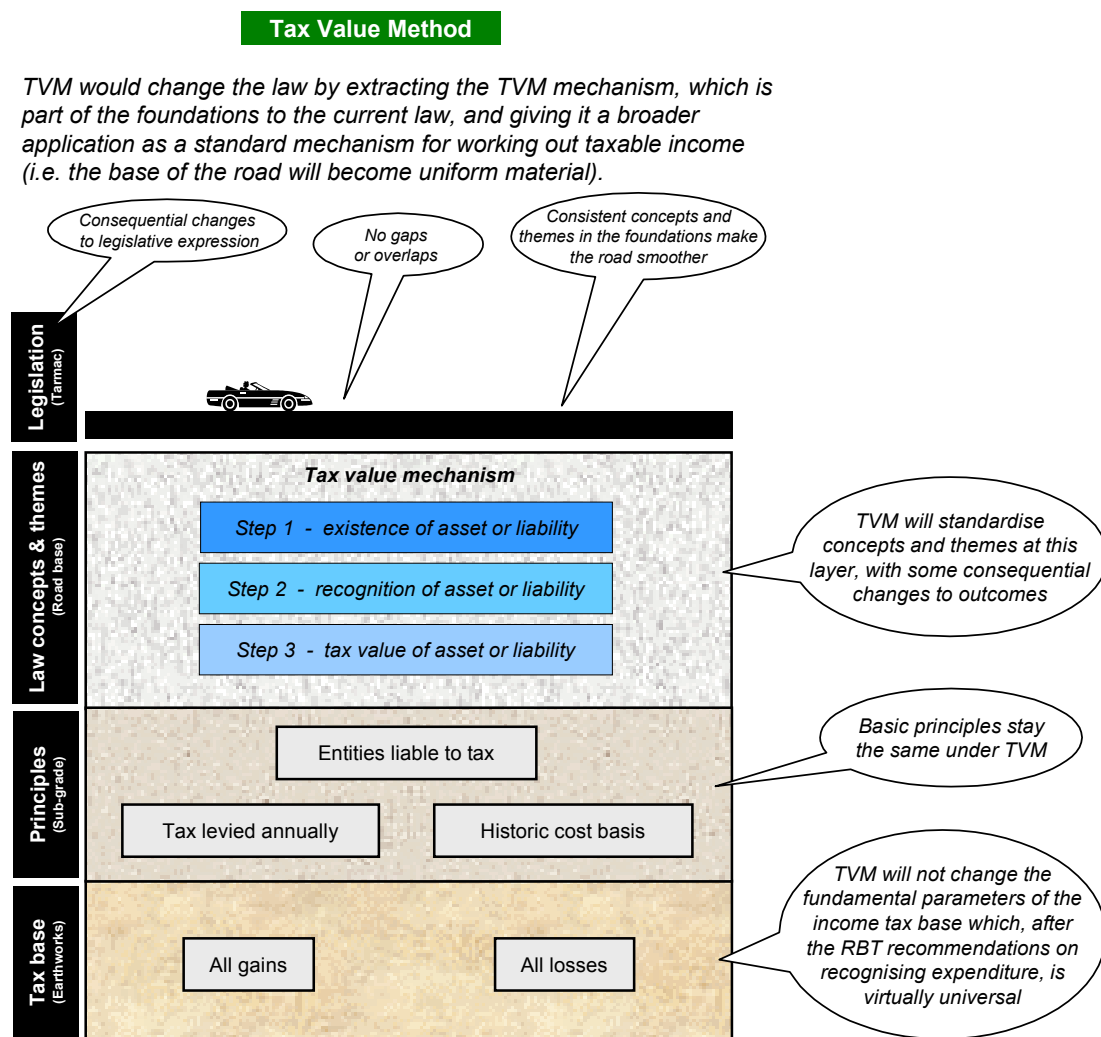 Tax Value Method
TVM would change the law by extracting the TVM mechanism, which is
part of the foundations to the current law, and giving it a broader
application as a standard mechanism for working out taxable income
(i.e. the base of the road will become uniform material).
Consequential changes
to legislative expression
No gaps
or overlaps
Consistent concepts and
themes in the foundations make
the road smoother
Legislation
(Tarmac)
Law concepts & themes
(Road base)
Tax value mechanism
Step 1 - existence of asset or liability
Step 2 - recognition of asset or liability
Step 3 - tax value of asset or liability
TVM will standardise
concepts and themes at this
layer, with some consequential
changes to outcomes
Principles
(Sub-grade)
Entities liable to tax
Tax levied annually
Historic cost basis
Basic principles stay
the same under TVM
Tax base
(Earthworks)
All gains
All losses
TVM will not change the
fundamental parameters of the
income tax base which, after
the RBT recommendations on
recognising expenditure, is
virtually universal